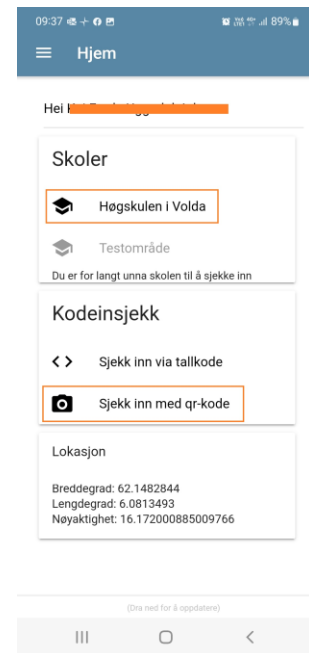 09:37 89%
Hjem
Hei
Skoler
Høgskulen i Volda
Testområde
Du er for langt unna skolen til å sjekke inn
Kodeinsjekk
Sjekk inn via tallkode
Sjekk inn med qr-kode
Lokasjon
Breddegrad: 62.1482844
Lengdegrad: 6.0813493
Nøyaktighet: 16.172000885009766
(Dra ned for å oppdatere)